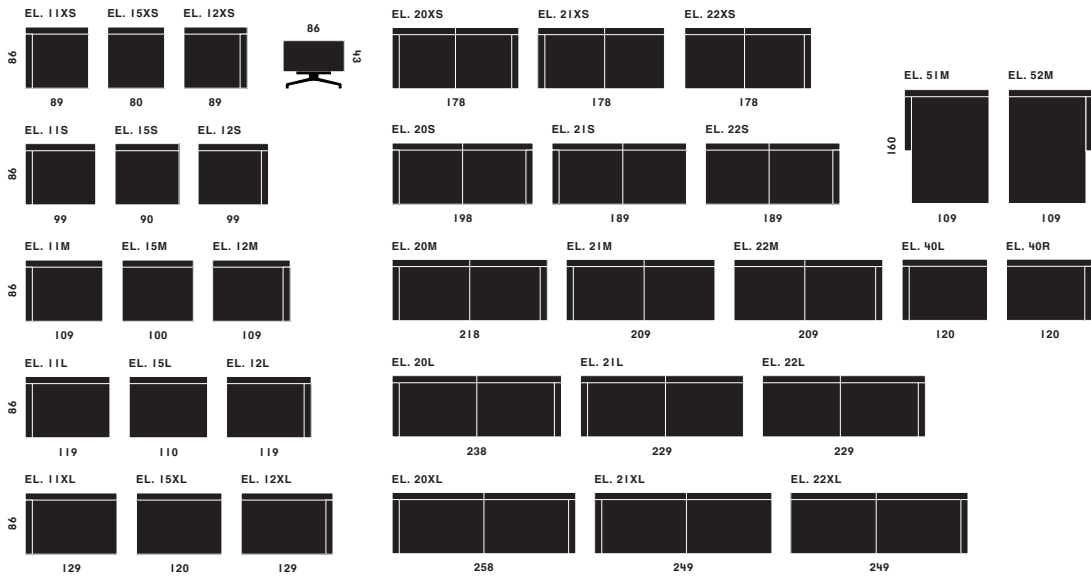 EL. 11XS EL. 15XS EL. 12XS EL. 20XS EL. 21XS EL. 22XS
86 86 43
89 80 89 178 178 178
EL. 51M EL. 52M
160
109 109
EL. 11S EL. 15S EL. 12S EL. 20S EL. 21S EL. 22S
86
99 90 99 198 189 189
EL. 11M EL. 15M EL. 12M EL. 20M EL. 21M EL. 22M EL. 40L EL. 40R
86
109 100 109 218 209 209 120 120
EL. 11L EL. 15L EL. 12L EL. 20L EL. 21L EL. 22L
86
119 110 119 238 229 229
EL. 11XL EL. 15XL EL. 12XL EL. 20XL EL. 21XL EL. 22XL
86
129 120 129 258 249 249